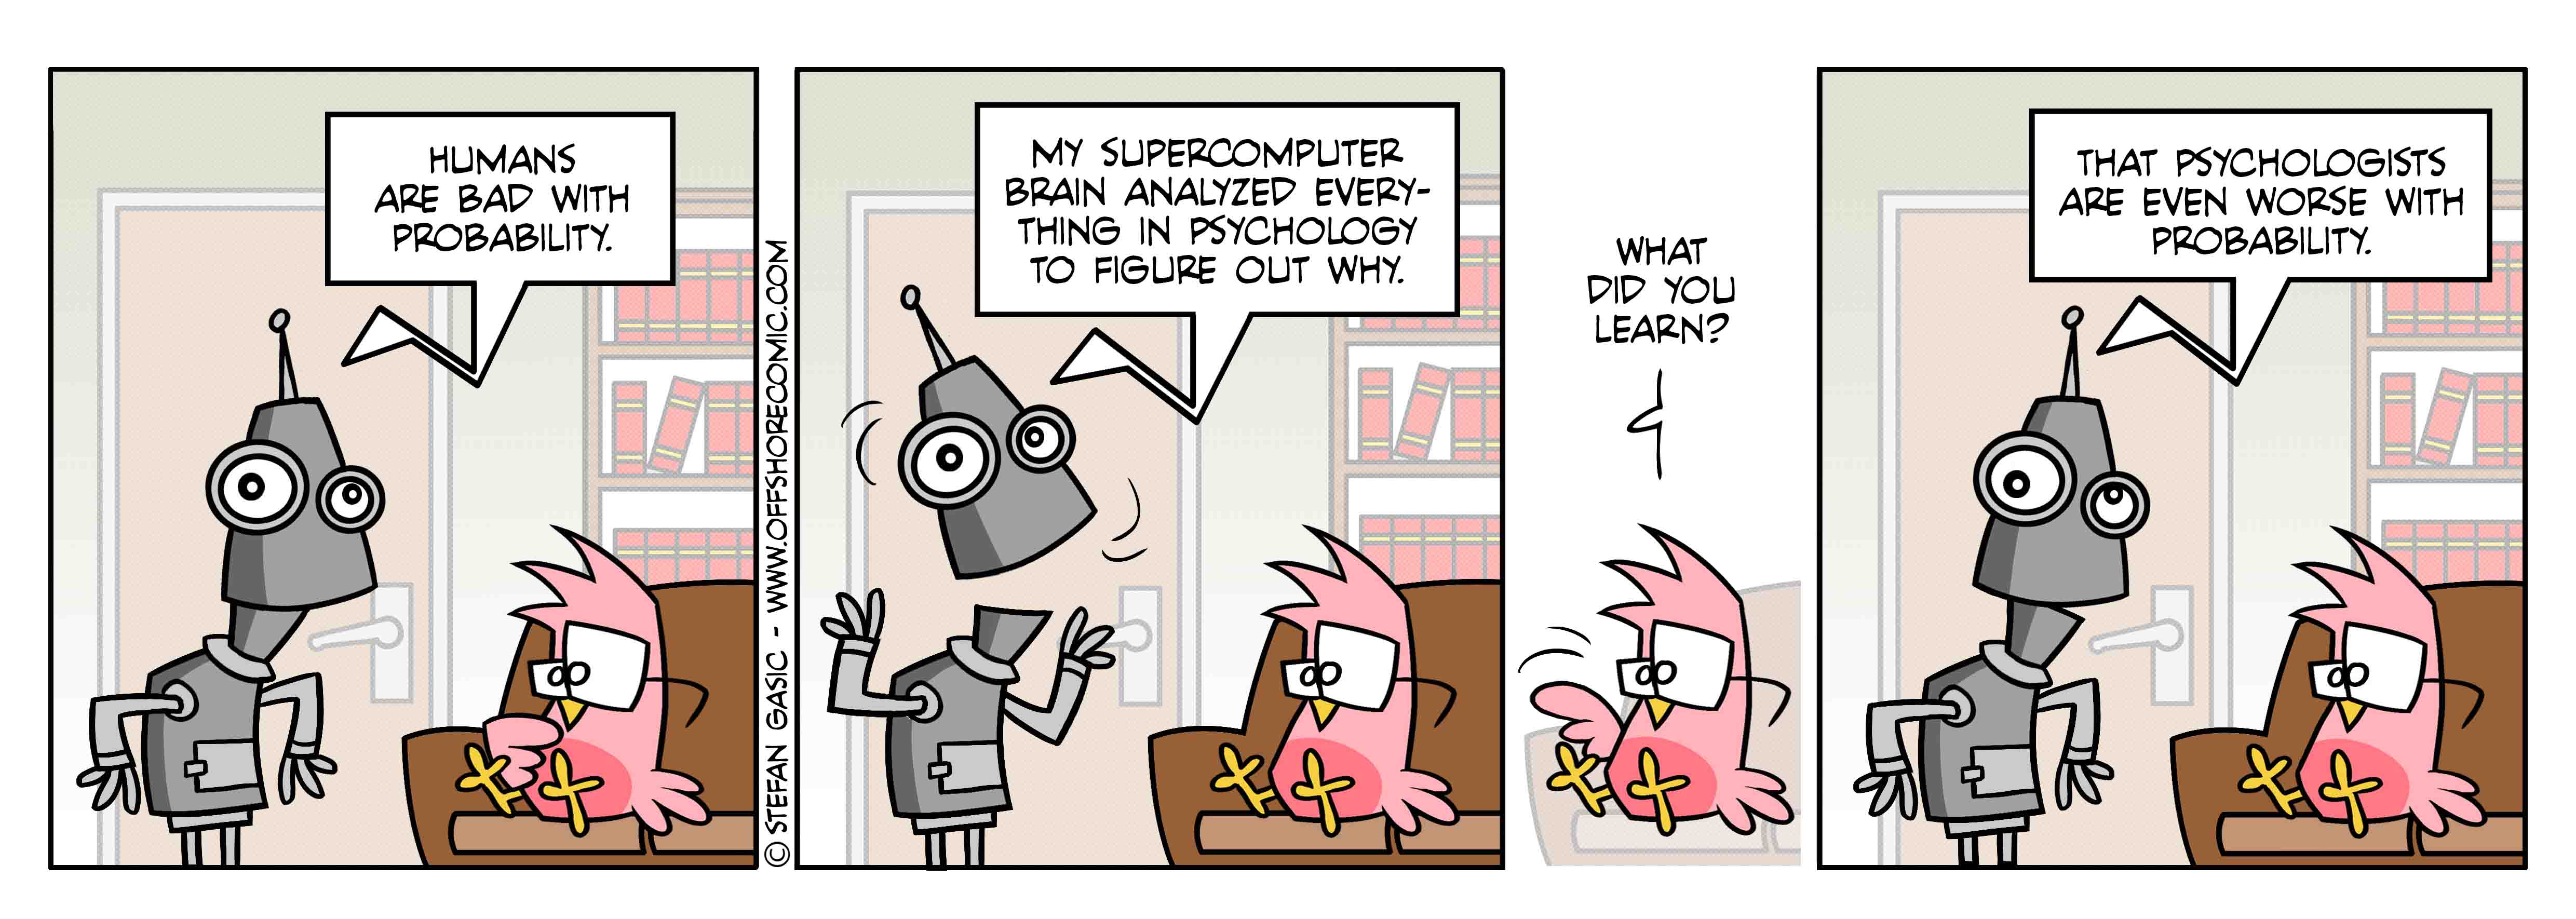 HUMANS
ARE BAD WITH
PROBABILITY.
© STEFAN GASIC - WWW.OFFSHORECOMIC.COM
MY SUPERCOMPUTER
BRAIN ANALYZED EVERY-
THING IN PSYCHOLOGY
TO FIGURE OUT WHY.
WHAT
DID YOU
LEARN?
THAT PSYCHOLOGISTS
ARE EVEN WORSE WITH
PROBABILITY.